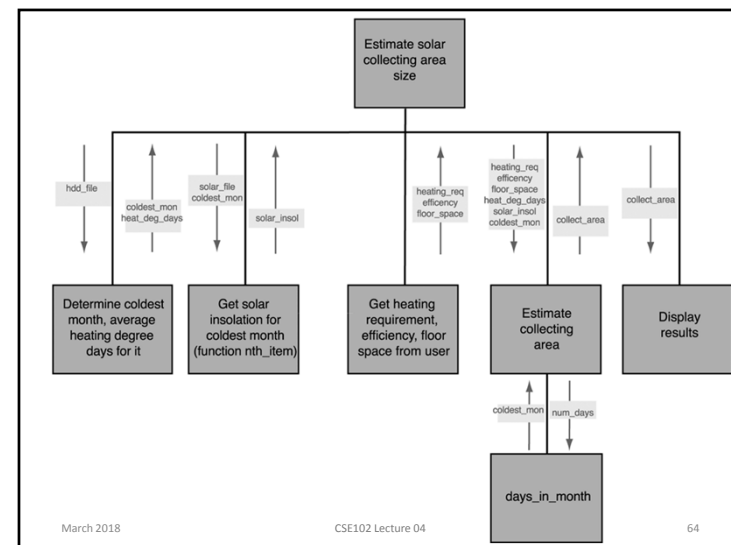 Estimate solar
collecting area
size
hdd_file
coldest_mon
heat_deg_days
solar_file
coldest_mon
solar_insol
heating_req
efficency
floor_space
heating_req
efficency
floor_space
heat_deg_days
solar_insol
coldest_mon
collect_area
collect_area
Determine coldest
month, average
heating degree
days for it
Get solar
insolation for
coldest month
(function nth_item)
Get heating
requirement,
efficiency, floor
space from user
Estimate
collecting
area
Display
results
coldest_mon
num_days
days_in_month
March 2018
CSE102 Lecture 04
64